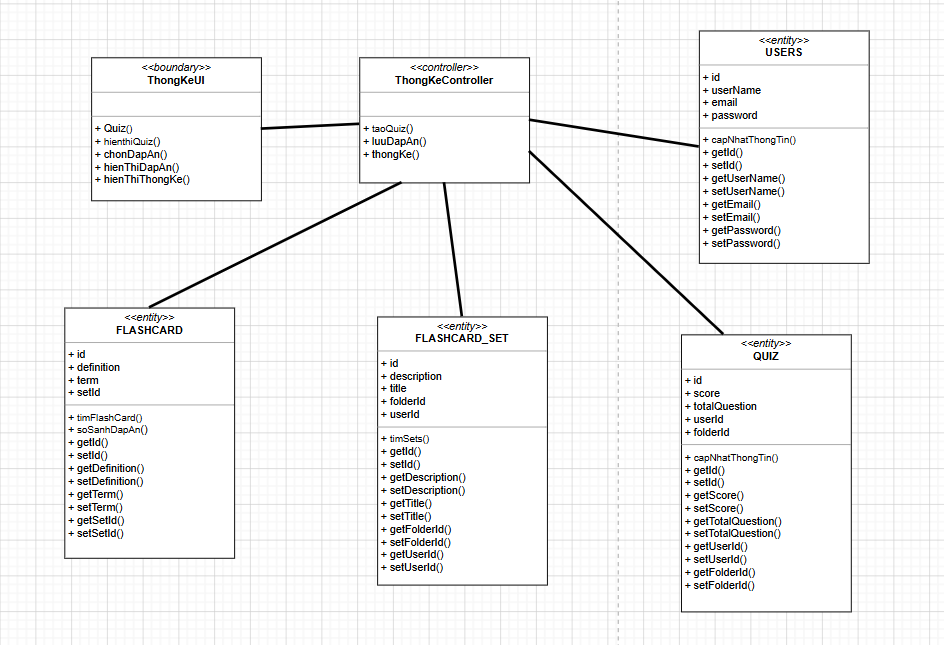 <<boundary>>
ThongKeUI
+ Quiz()
+ hienthiQuiz()
+ chonDapAn()
+ hienThiDapAn()
+ hienThiThongKe()
<<controller>>
ThongKeController
+ taoQuiz()
+ luuDapAn()
+ thongKe()
<<entity>>
USERS
+ id
+ userName
+ email
+ password
+ capNhatThongTin()
+ getId()
+ setId()
+ getUserName()
+ setUserName()
+ getEmail()
+ setEmail()
+ getPassword()
+ setPassword()
<<entity>>
FLASHCARD
+ id
+ definition
+ term
+ setId
+ timFlashCard()
+ soSanhDapAn()
+ getId()
+ setId()
+ getDefinition()
+ setDefinition()
+ getTerm()
+ setTerm()
+ getSetId()
+ setSetId()
<<entity>>
FLASHCARD_SET
+ id
+ description
+ title
+ folderId
+ userId
+ timSets()
+ getId()
+ setId()
+ getDescription()
+ setDescription()
+ getTitle()
+ setTitle()
+ getFolderId()
+ setFolderId()
+ getUserId()
+ setUserId()
<<entity>>
QUIZ
+ id
+ score
+ totalQuestion
+ userId
+ folderId
+ capNhatThongTin()
+ getId()
+ setId()
+ getScore()
+ setScore()
+ getTotalQuestion()
+ setTotalQuestion()
+ getUserId()
+ setUserId()
+ getFolderId()
+ setFolderId()